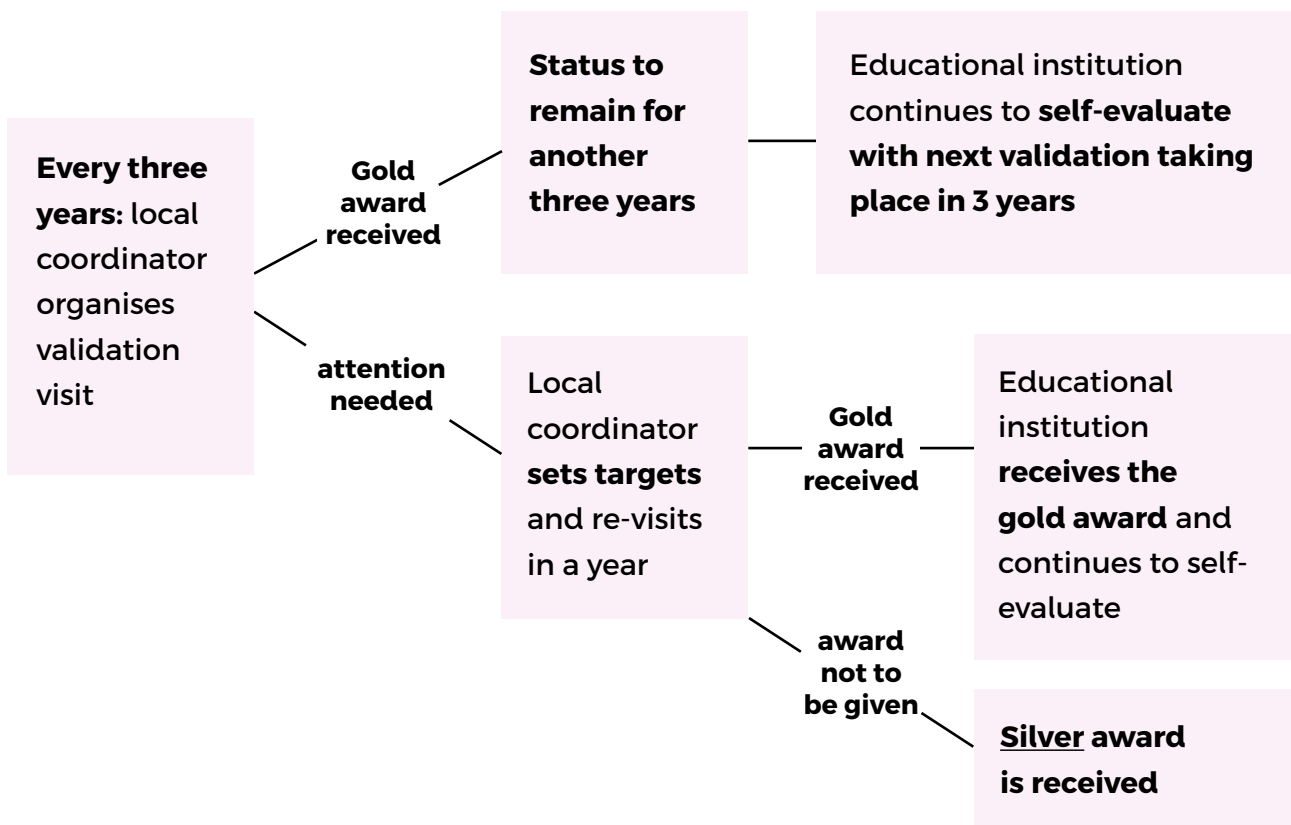 Every three
years: local
coordinator
organises
validation
visit
Gold
award
received
Status to
remain for
another
three years
Educational institution
continues to self-evaluate
with next validation taking
place in 3 years
attention
needed
Local
coordinator
sets targets
and re-visits
in a year
Gold
award
received
Educational
institution
receives the
gold award and
continues to self-
evaluate
award
not to
be given
Silver award
is received